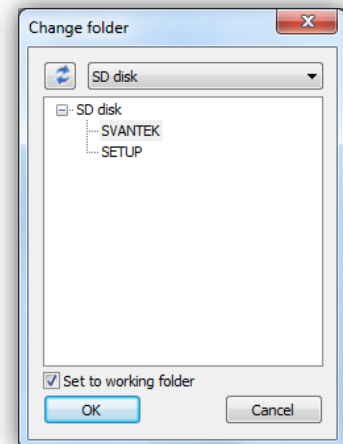 Change folder
SD disk
SD disk
SVANTEK
SETUP
Set to working folder
OK Cancel